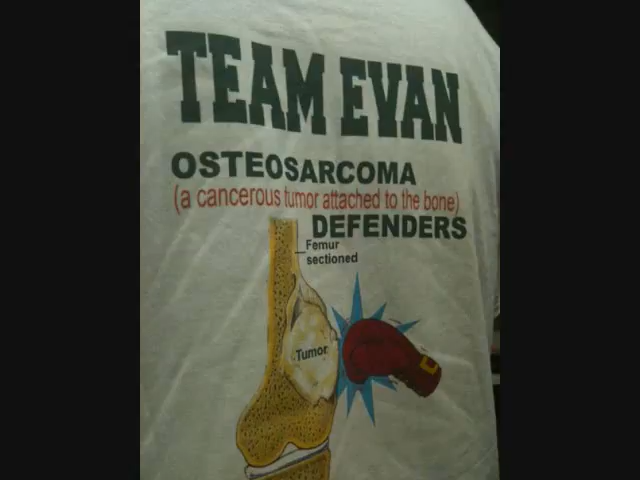 TEAM EVAN
OSTEOSARCOMA
(a cancerous tumor attached to the bone)
DEFENDERS
Femur
sectioned
Tumor